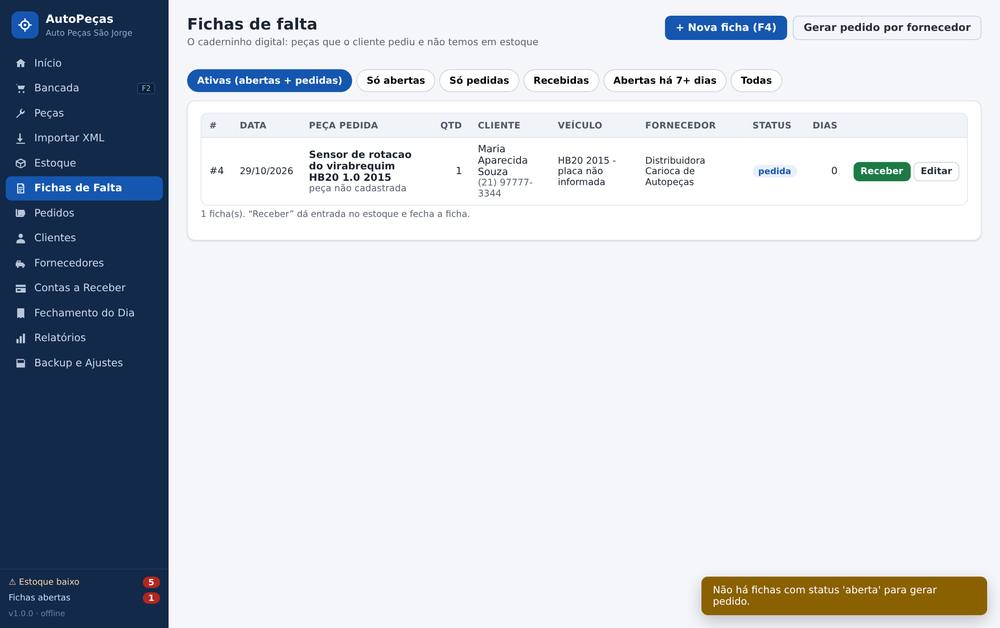 AutoPeças
Auto Peças São Jorge
Início
Bancada F2
Peças
Importar XML
Estoque
Fichas de Falta
Pedidos
Clientes
Fornecedores
Contas a Receber
Fechamento do Dia
Relatórios
Backup e Ajustes
⚠ Estoque baixo 5
Fichas abertas 1
v1.0.0 · offline
Fichas de falta
O caderninho digital: peças que o cliente pediu e não temos em estoque
+ Nova ficha (F4) Gerar pedido por fornecedor
Ativas (abertas + pedidas) Só abertas Só pedidas Recebidas Abertas há 7+ dias Todas
# DATA PEÇA PEDIDA QTD CLIENTE VEÍCULO FORNECEDOR STATUS DIAS
#4 29/10/2026
Sensor de rotacao
do virabrequim
HB20 1.0 2015
peça não cadastrada
1
Maria
Aparecida
Souza
(21) 97777-
3344
HB20 2015 -
placa não
informada
Distribuidora
Carioca de
Autopeças
pedida 0 Receber Editar
1 ficha(s). “Receber” dá entrada no estoque e fecha a ficha.
Não há fichas com status 'aberta' para gerar
pedido.